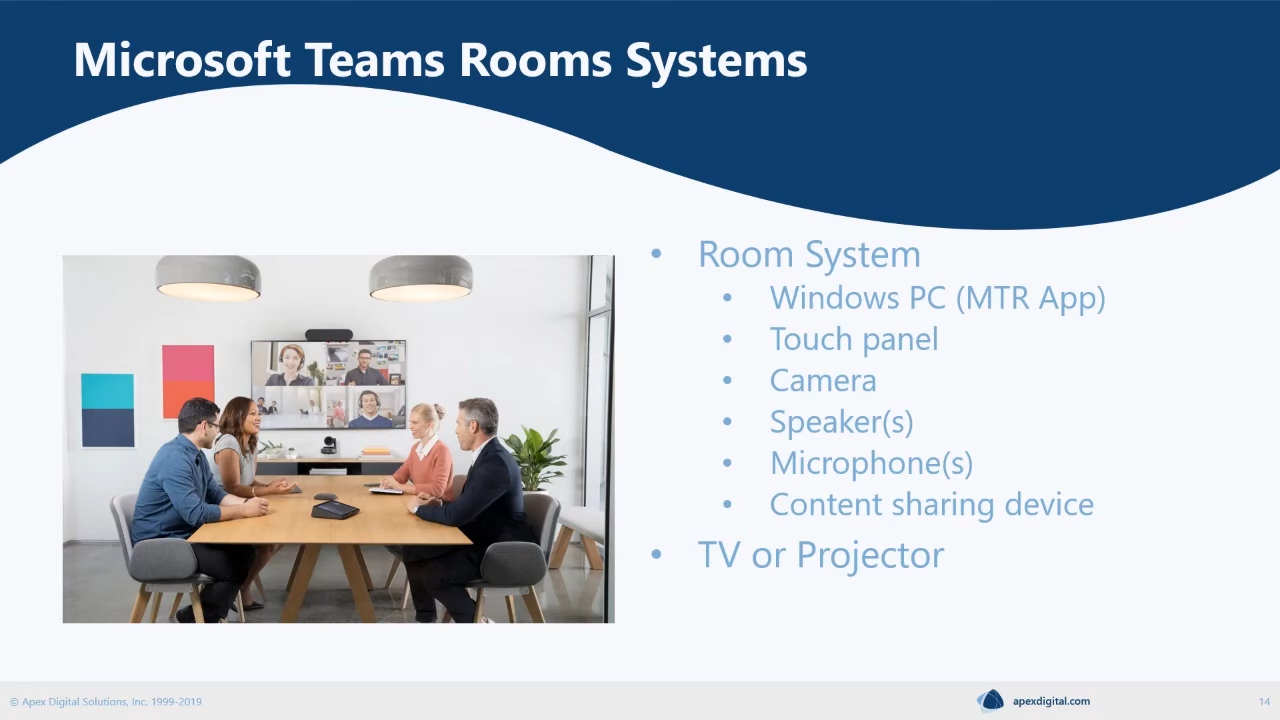 Microsoft Teams Rooms Systems
• Room System
• Windows PC (MTR App)
• Touch panel
• Camera
• Speaker(s)
• Microphone(s)
• Content sharing device
• TV or Projector
© Apex Digital Solutions, Inc. 1999-2019
apexdigital.com
14